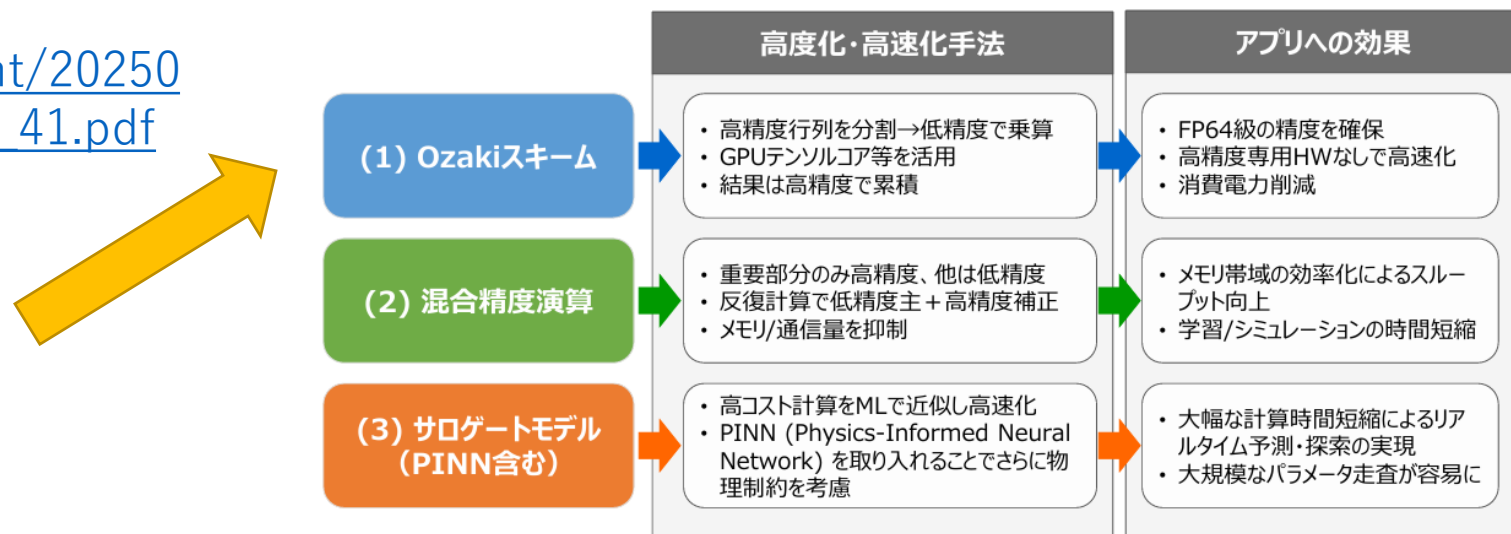 nt/20250
_41.pdf
高度化・高速化手法
アプリへの効果
(1) Ozakiスキーム
・ 高精度行列を分割→低精度で乗算
・ GPUテンソルコア等を活用
・ 結果は高精度で累積
・ FP64級の精度を確保
・ 高精度専用HWなしで高速化
・ 消費電力削減
(2) 混合精度演算
・ 重要部分のみ高精度、他は低精度
・ 反復計算で低精度主+高精度補正
・ メモリ/通信量を抑制
・ メモリ帯域の効率化によるスルー
プット向上
・ 学習/シミュレーションの時間短縮
(3) サロゲートモデル
(PINN含む)
・ 高コスト計算をMLで近似し高速化
・ PINN (Physics-Informed Neural
Network) を取り入れることでさらに物
理制約を考慮
・ 大幅な計算時間短縮によるリア
ルタイム予測・探索の実現
・ 大規模なパラメータ走査が容易に